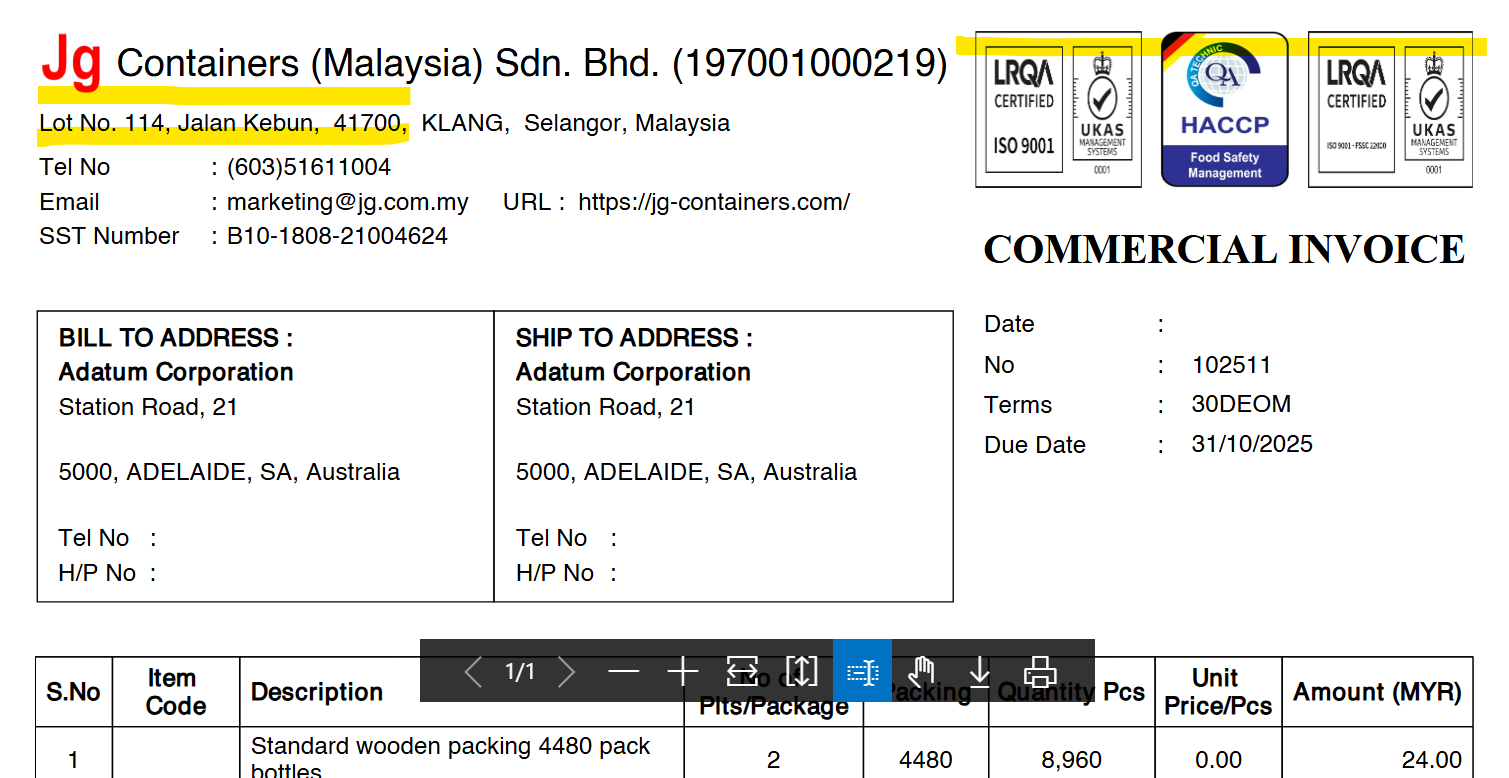 Jg Containers (Malaysia) Sdn. Bhd. (197001000219)
Lot No. 114, Jalan Kebun, 41700, KLANG, Selangor, Malaysia
Tel No : (603)51611004
Email : marketing@jg.com.my URL : https://jg-containers.com/
SST Number : B10-1808-21004624
LRQA
CERTIFIED
ISO 9001
UKAS
MANAGEMENT
SYSTEMS
0001
QA TECHNIC
QA
HACCP
Food Safety
Management
LRQA
CERTIFIED
ISO 9001 - FSSC 22000
UKAS
MANAGEMENT
SYSTEMS
0001
COMMERCIAL INVOICE
Date :
No : 102511
Terms : 30DEOM
Due Date : 31/10/2025
BILL TO ADDRESS :
Adatum Corporation
Station Road, 21
5000, ADELAIDE, SA, Australia
Tel No :
H/P No :
SHIP TO ADDRESS :
Adatum Corporation
Station Road, 21
5000, ADELAIDE, SA, Australia
Tel No :
H/P No :
1/1
S.No
Item
Code
Description
No of
Plts/Package
Packing
Quantity Pcs
Unit
Price/Pcs
Amount (MYR)
1 Standard wooden packing 4480 pack 2 4480 8,960 0.00 24.00
bottles